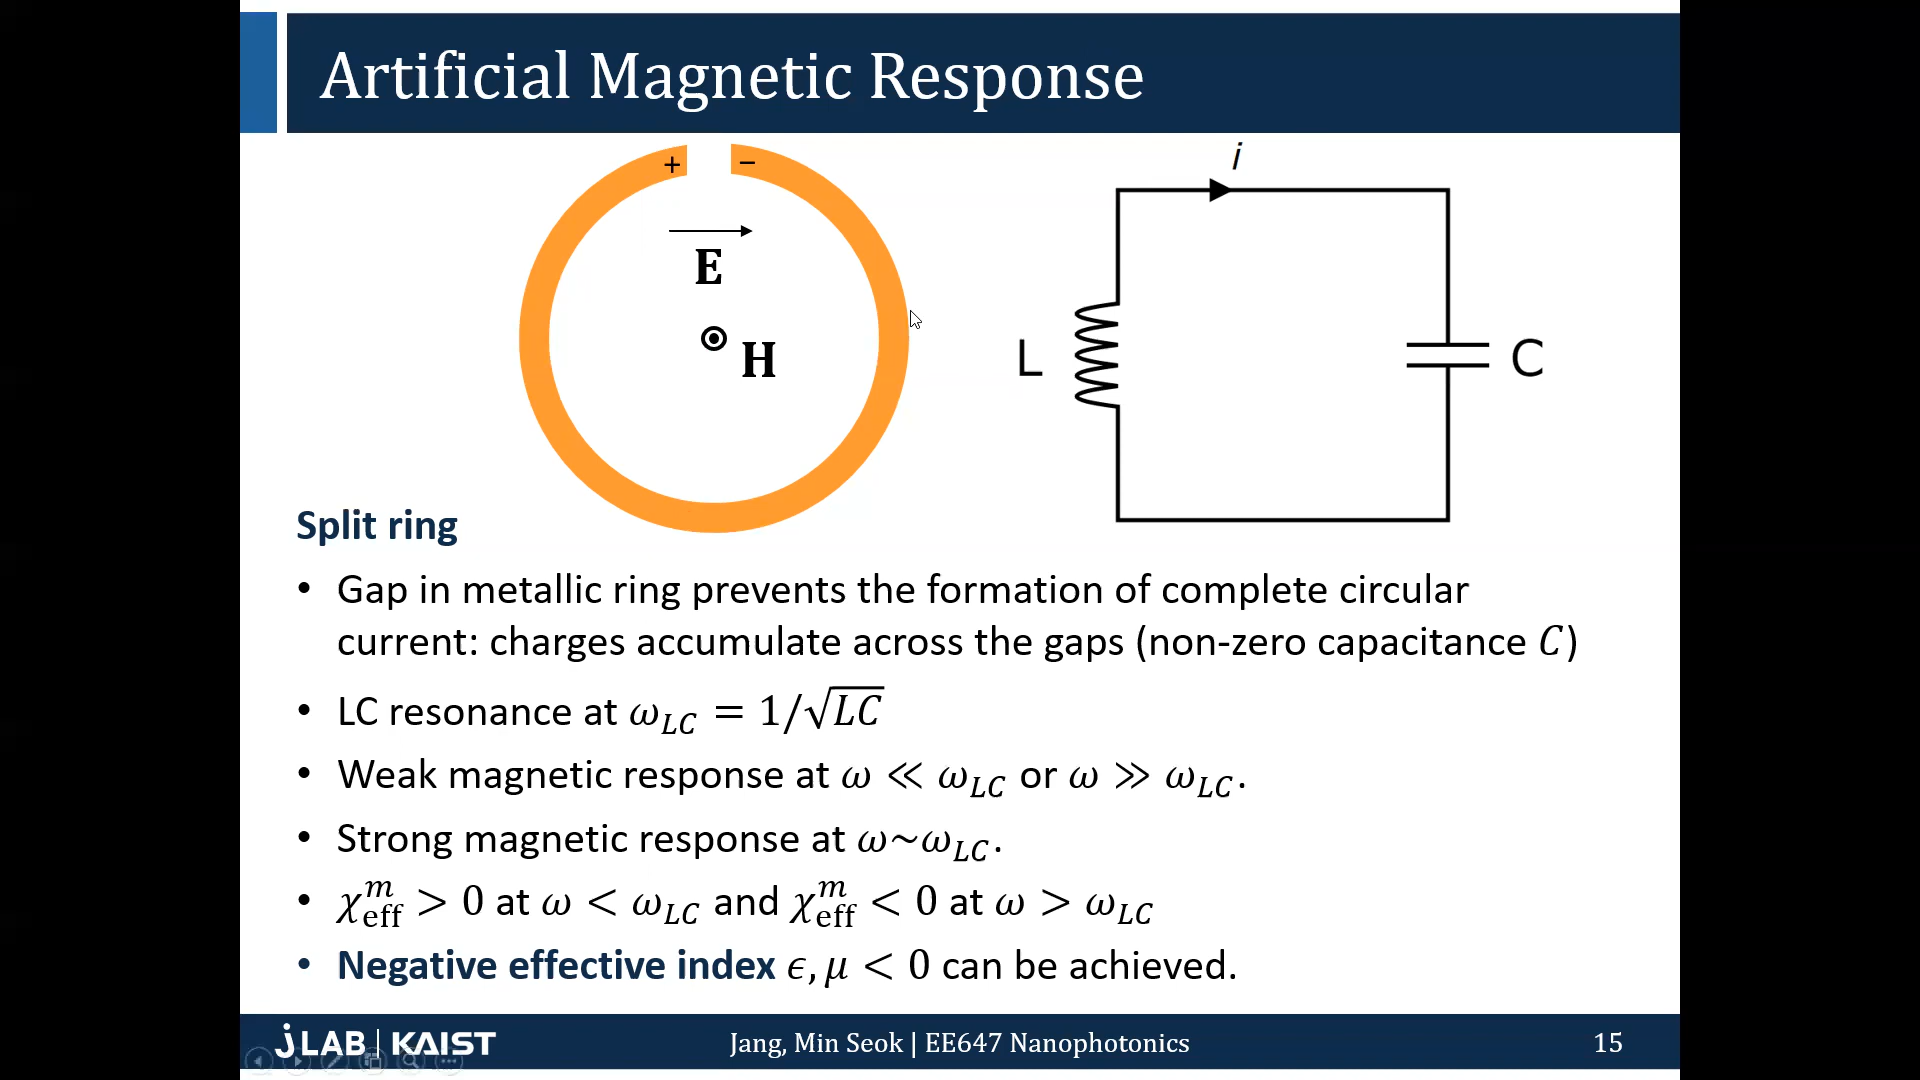 Artificial Magnetic Response
+ −
E
H
i
L
C
Split ring
• Gap in metallic ring prevents the formation of complete circular
current: charges accumulate across the gaps (non-zero capacitance C)
• LC resonance at ω_LC = 1/√LC
• Weak magnetic response at ω ≪ ω_LC or ω ≫ ω_LC.
• Strong magnetic response at ω~ω_LC.
• χ_eff^m > 0 at ω < ω_LC and χ_eff^m < 0 at ω > ω_LC
• Negative effective index ϵ, μ < 0 can be achieved.
jLAB | KAIST
Jang, Min Seok | EE647 Nanophotonics
15